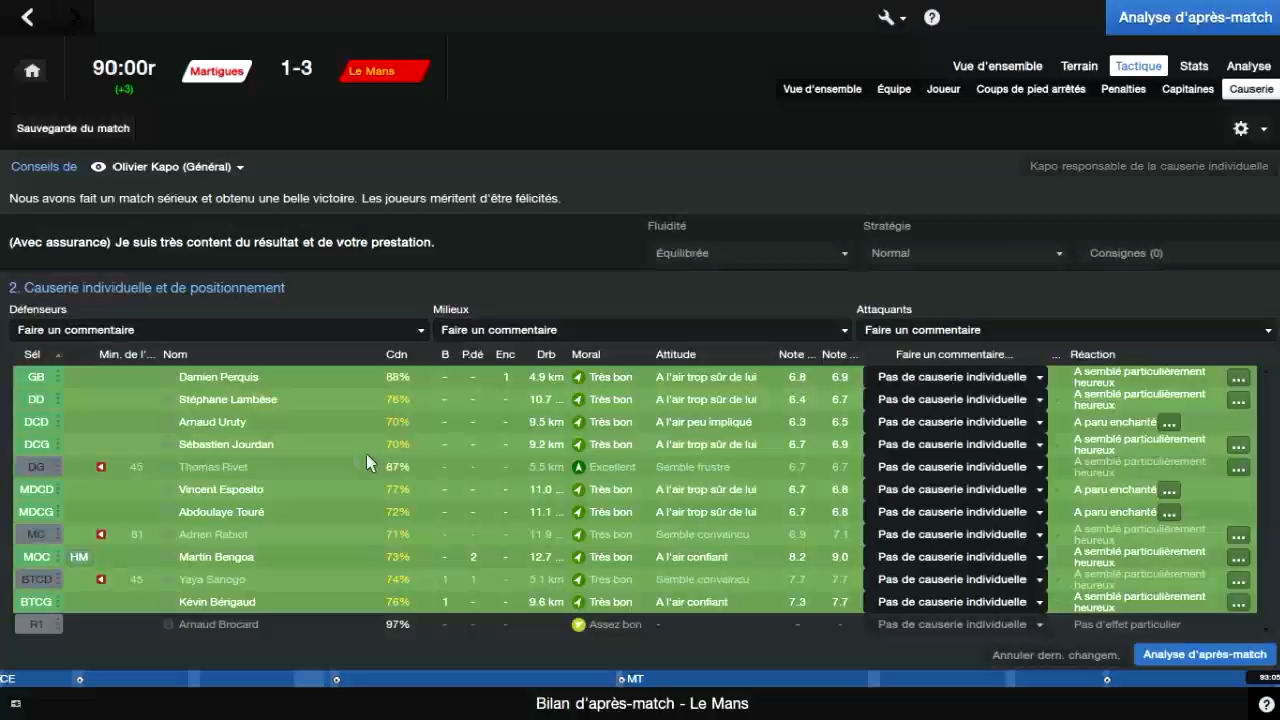 Analyse d'après-match
90:00r
(+3)
Martigues
1-3
Le Mans
Vue d'ensemble Terrain Tactique Stats Analyse
Vue d'ensemble Équipe Joueur Coups de pied arrêtés Penalties Capitaines Causerie
Sauvegarde du match
Conseils de Olivier Kapo (Général) Kapo responsable de la causerie individuelle
Nous avons fait un match sérieux et obtenu une belle victoire. Les joueurs méritent d'être félicités.
Fluidité Stratégie
(Avec assurance) Je suis très content du résultat et de votre prestation.
Équilibrée Normal Consignes (0)
2. Causerie individuelle et de positionnement
Défenseurs Milieux Attaquants
Faire un commentaire Faire un commentaire Faire un commentaire
Sél Min. de l'... Nom Cdn B P.dé Enc Drb Moral Attitude Note ... Note ... Faire un commentaire... ... Réaction
GB Damien Perquis 88% - - 1 4.9 km Très bon A l'air trop sûr de lui 6.8 6.9 Pas de causerie individuelle A semblé particulièrement heureux ...
DD Stéphane Lambèse 76% - - - 10.7 ... Très bon A l'air trop sûr de lui 6.4 6.7 Pas de causerie individuelle A semblé particulièrement heureux ...
DCD Arnaud Uruty 70% - - - 9.5 km Très bon A l'air peu impliqué 6.3 6.5 Pas de causerie individuelle A paru enchanté ...
DCG Sébastien Jourdan 70% - - - 9.2 km Très bon A l'air trop sûr de lui 6.7 6.9 Pas de causerie individuelle A semblé particulièrement heureux ...
DG 45 Thomas Rivet 87% - - - 5.5 km Excellent Semble frustre 6.7 6.7 Pas de causerie individuelle A semblé particulièrement heureux ...
MDCD Vincent Esposito 77% - - - 11.0 ... Très bon A l'air trop sûr de lui 6.7 6.8 Pas de causerie individuelle A paru enchanté ...
MDCG Abdoulaye Touré 72% - - - 11.1 ... Très bon A l'air trop sûr de lui 6.7 6.8 Pas de causerie individuelle A paru enchanté ...
MC 81 Adrien Rabiot 71% - - - 11.9 ... Très bon Semble convaincu 6.9 7.1 Pas de causerie individuelle A semblé particulièrement heureux ...
MOC HM Martín Bengoa 73% - 2 - 12.7 ... Très bon A l'air confiant 8.2 9.0 Pas de causerie individuelle A semblé particulièrement heureux ...
BTCD 45 Yaya Sanogo 74% 1 1 - 5.1 km Très bon Semble convaincu 7.7 7.7 Pas de causerie individuelle A semblé particulièrement heureux ...
BTCG Kévin Bérigaud 76% 1 - - 9.6 km Très bon A l'air confiant 7.3 7.7 Pas de causerie individuelle A semblé particulièrement heureux ...
R1 Arnaud Brocard 97% - - - - Assez bon - - - Pas de causerie individuelle Pas d'effet particulier
Annuler dern. changem. Analyse d'après-match
CE MT 93:05
Bilan d'après-match - Le Mans